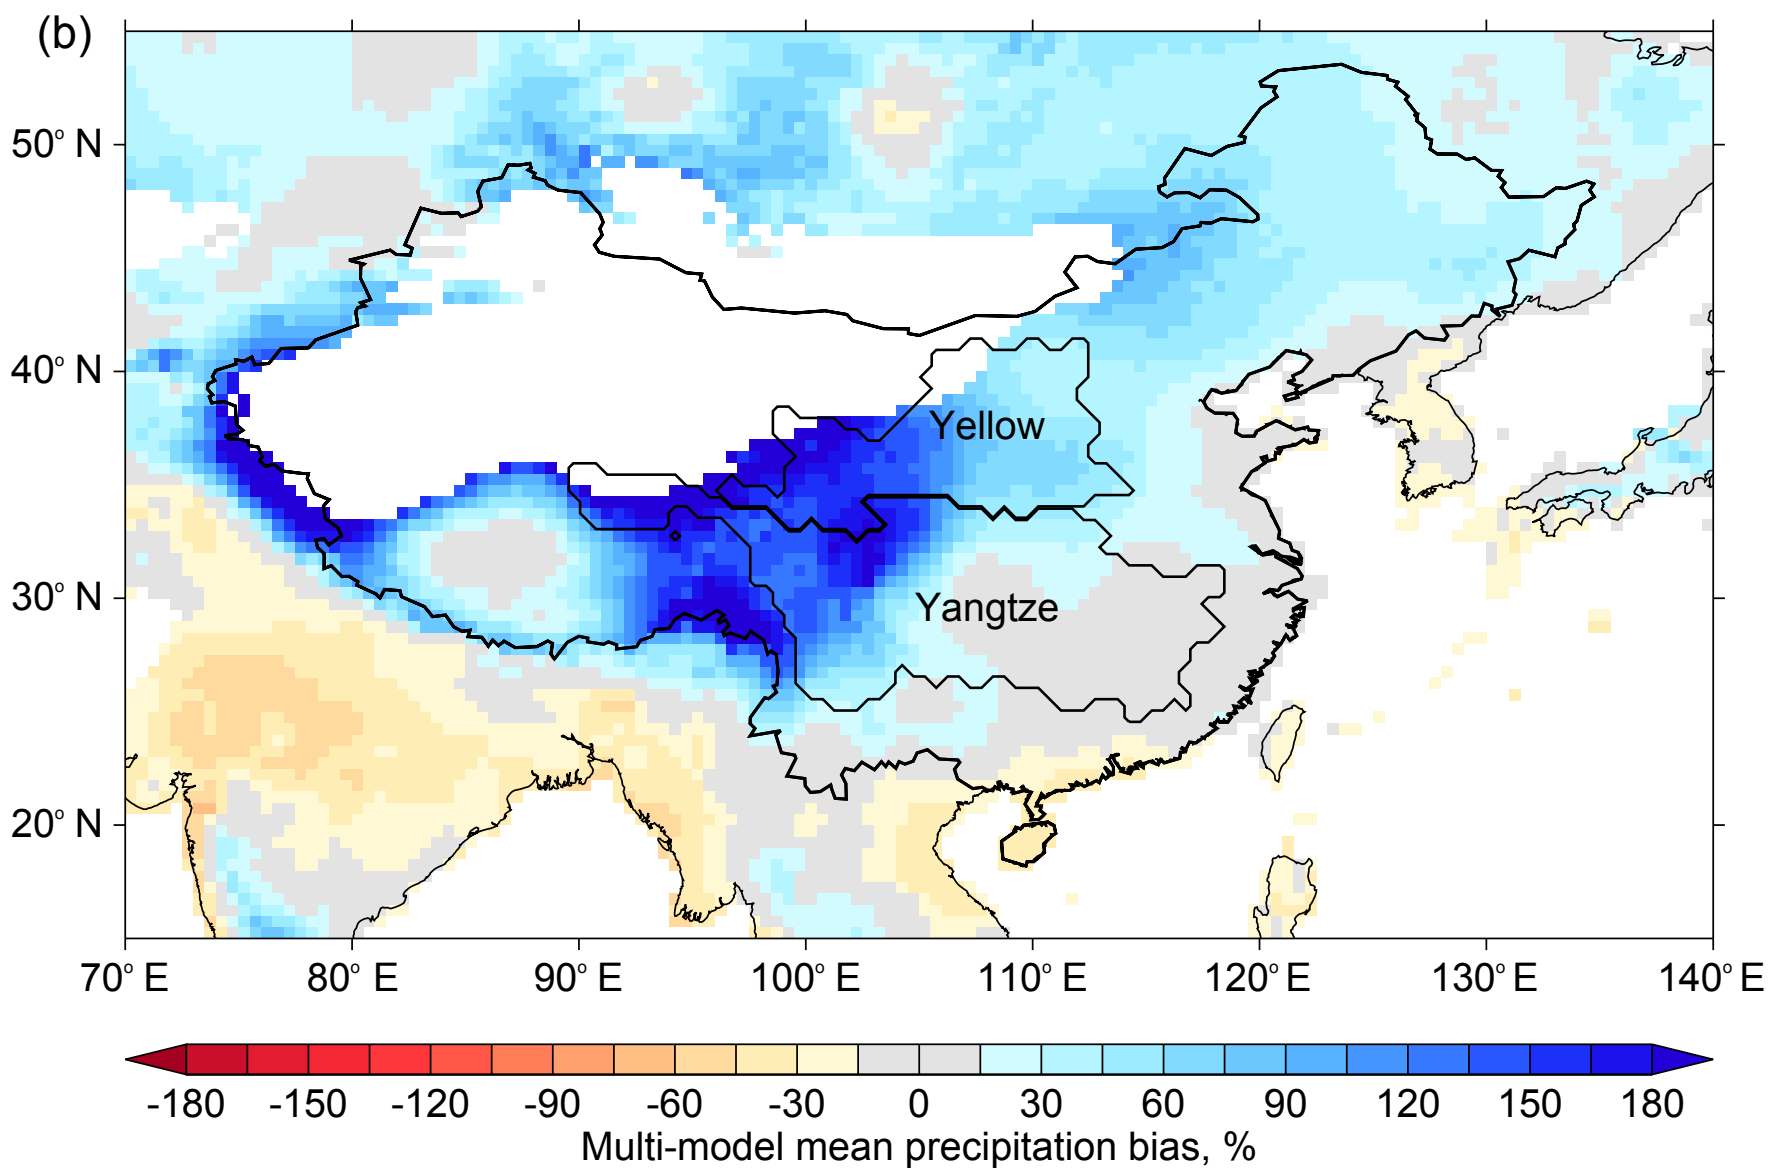 (b)
50° N
40° N
30° N
20° N
Yellow
Yangtze
70° E 80° E 90° E 100° E 110° E 120° E 130° E 140° E
-180 -150 -120 -90 -60 -30 0 30 60 90 120 150 180
Multi-model mean precipitation bias, %